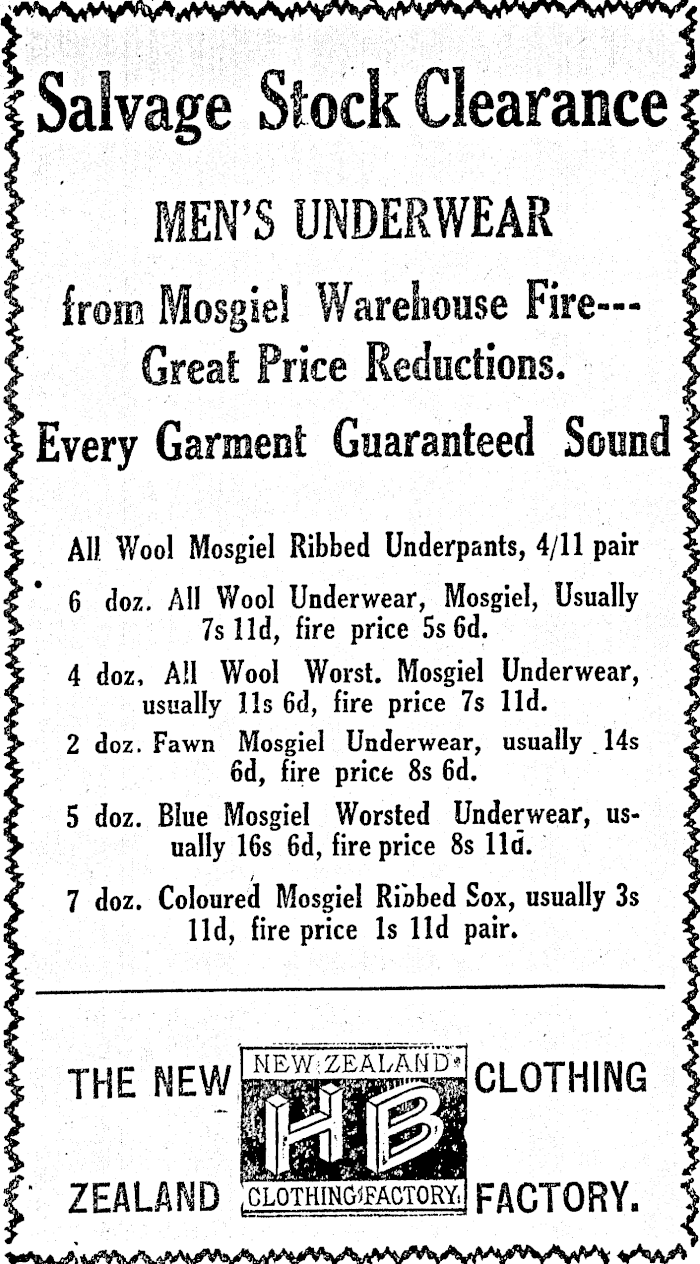 Salvage Stock Clearance
MEN'S UNDERWEAR
from Mosgiel Warehouse Fire---
Great Price Reductions.
Every Garment Guaranteed Sound
All Wool Mosgiel Ribbed Underpants, 4/11 pair
6 doz. All Wool Underwear, Mosgiel, Usually
7s 11d, fire price 5s 6d.
4 doz. All Wool Worst. Mosgiel Underwear,
usually 11s 6d, fire price 7s 11d.
2 doz. Fawn Mosgiel Underwear, usually 14s
6d, fire price 8s 6d.
5 doz. Blue Mosgiel Worsted Underwear, us-
ually 16s 6d, fire price 8s 11d.
7 doz. Coloured Mosgiel Ribbed Sox, usually 3s
11d, fire price 1s 11d pair.
THE NEW
NEW ZEALAND
HB
CLOTHING FACTORY.
CLOTHING
ZEALAND
FACTORY.